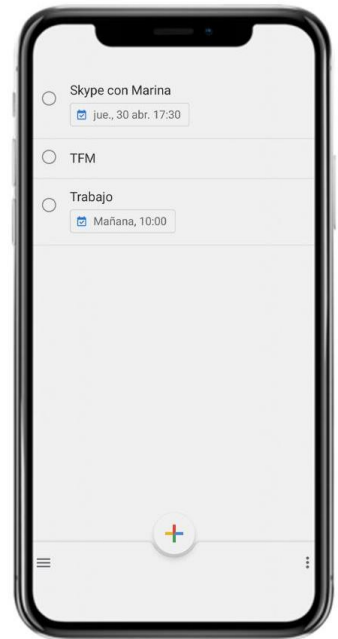 Skype con Marina
jue., 30 abr. 17:30
TFM
Trabajo
Mañana, 10:00